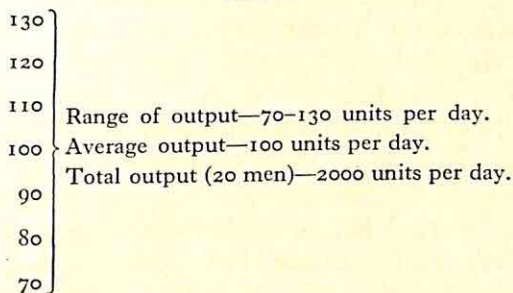 130
120
110
Range of output—70–130 units per day.
100
Average output—100 units per day.
Total output (20 men)—2000 units per day.
90
80
70